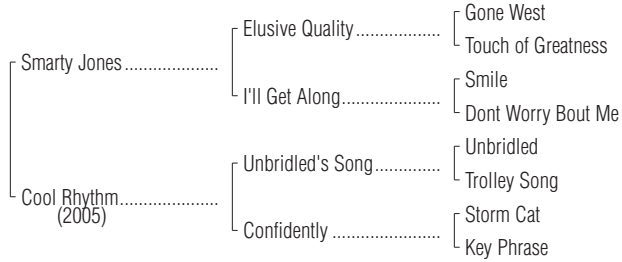 Gone West
Elusive Quality ..................
Touch of Greatness
Smarty Jones ....................
Smile
I'll Get Along.....................
Dont Worry Bout Me
Unbridled
Unbridled's Song..............
Trolley Song
Cool Rhythm.....................
(2005)
Storm Cat
Confidently .......................
Key Phrase